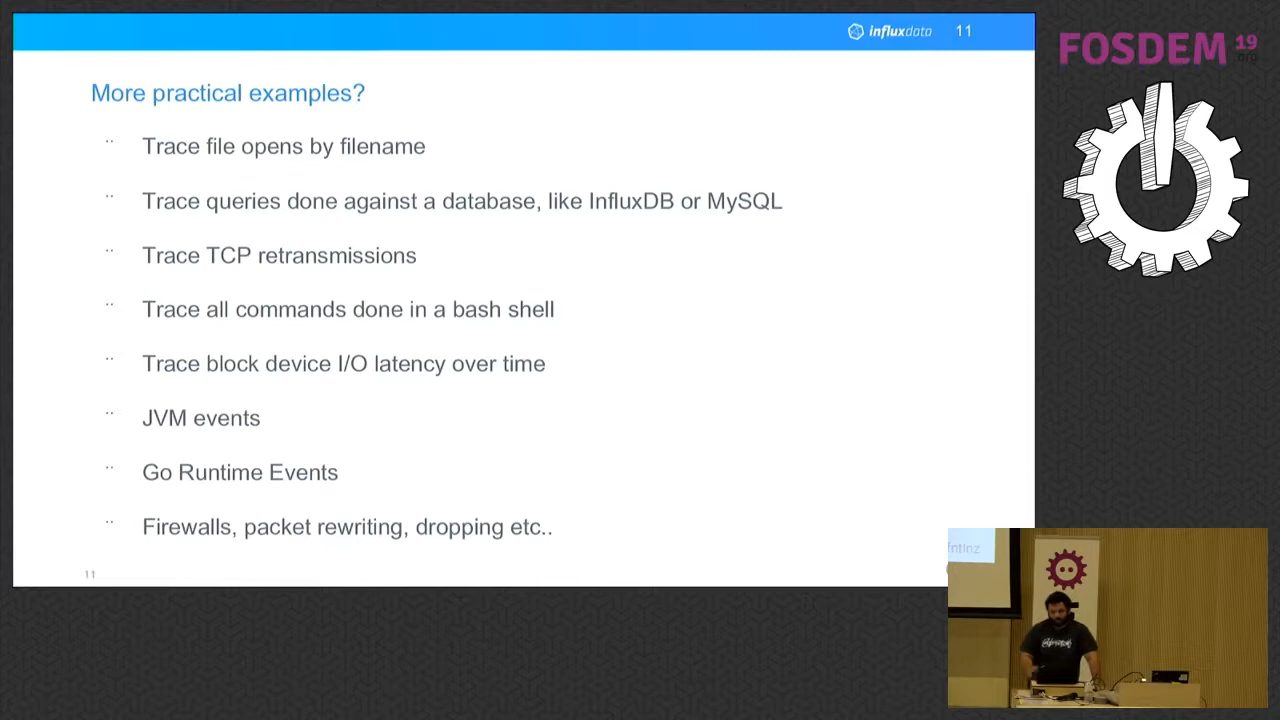 influxdata 11
FOSDEM 19
.org
More practical examples?
¨ Trace file opens by filename
¨ Trace queries done against a database, like InfluxDB or MySQL
¨ Trace TCP retransmissions
¨ Trace all commands done in a bash shell
¨ Trace block device I/O latency over time
¨ JVM events
¨ Go Runtime Events
¨ Firewalls, packet rewriting, dropping etc..
11
fntlnz